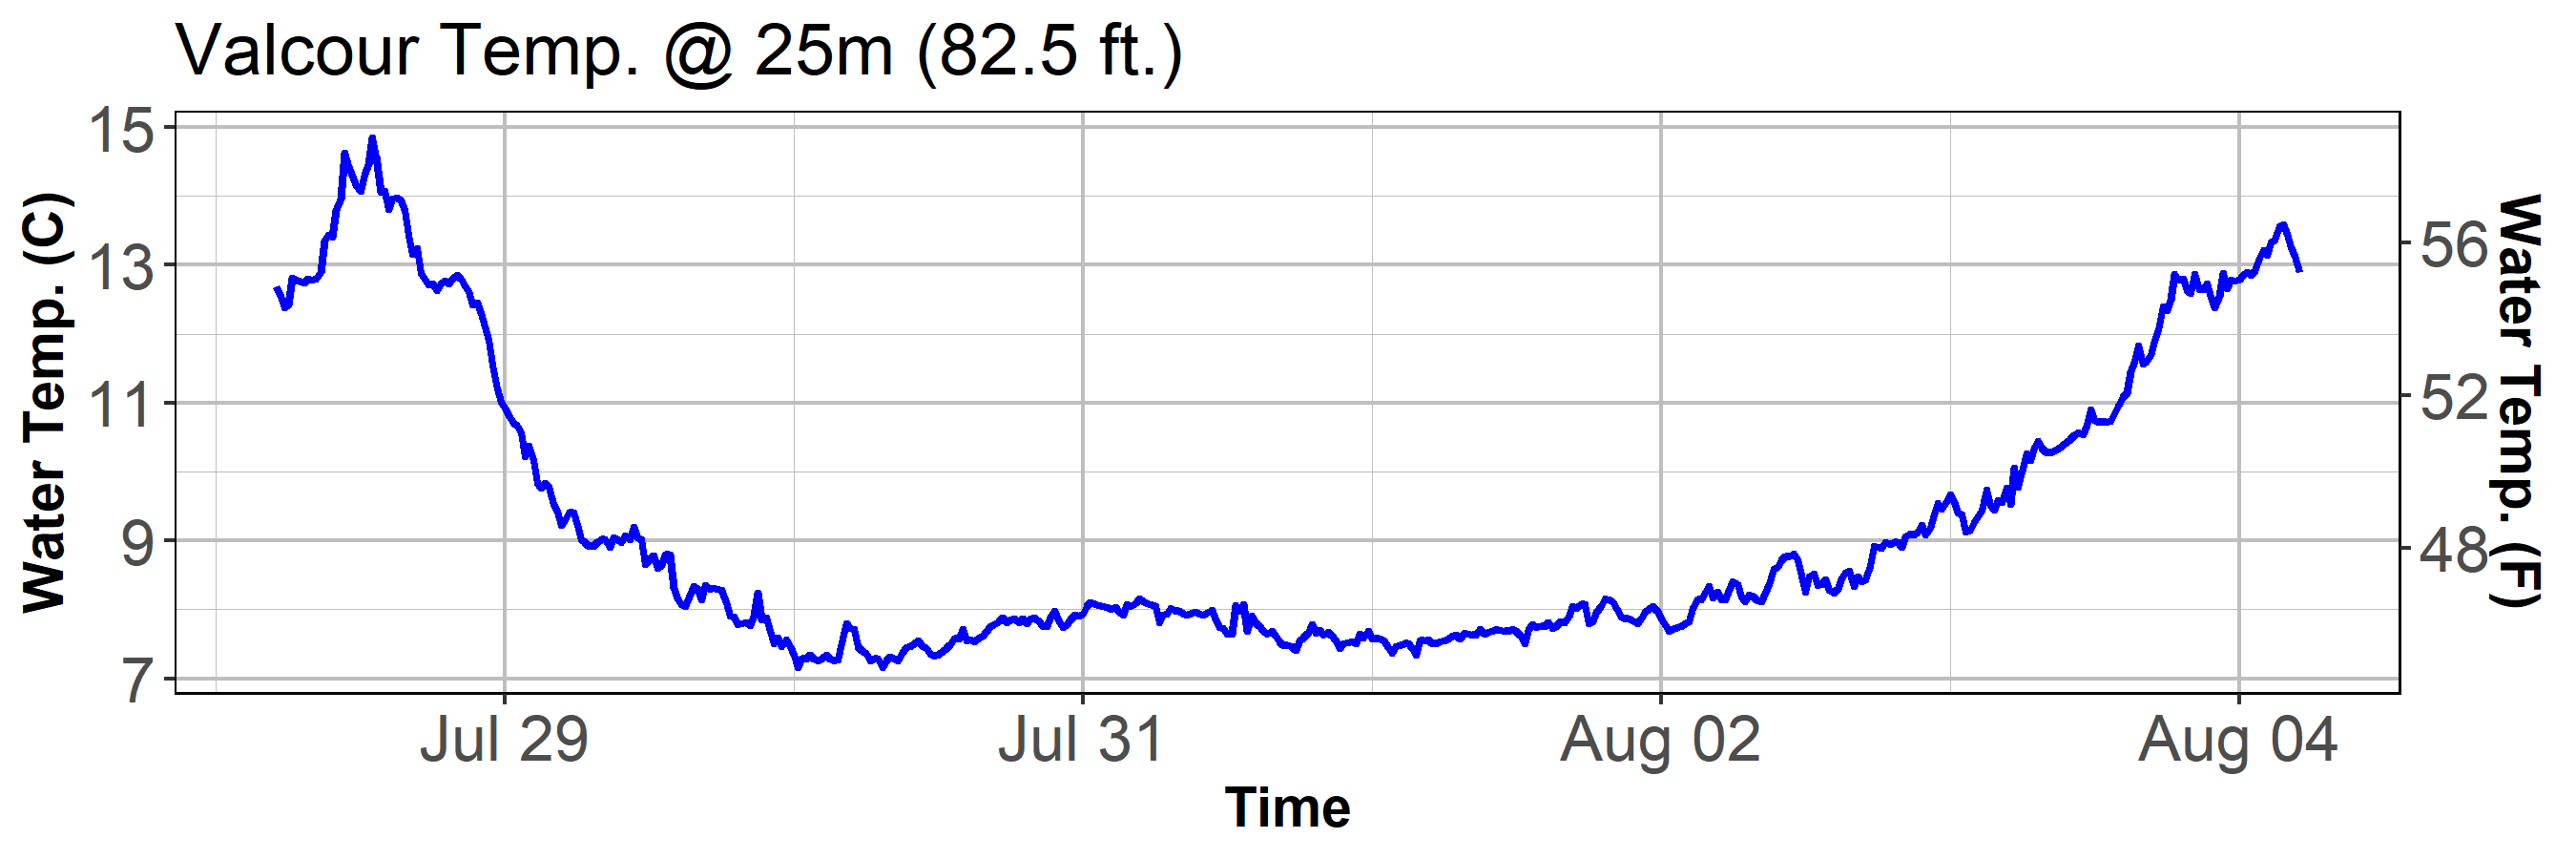 Valcour Temp. @ 25m (82.5 ft.)
Water Temp. (C)
15
13
11
9
7
56
52
48
Water Temp. (F)
Jul 29 Jul 31 Aug 02 Aug 04
Time